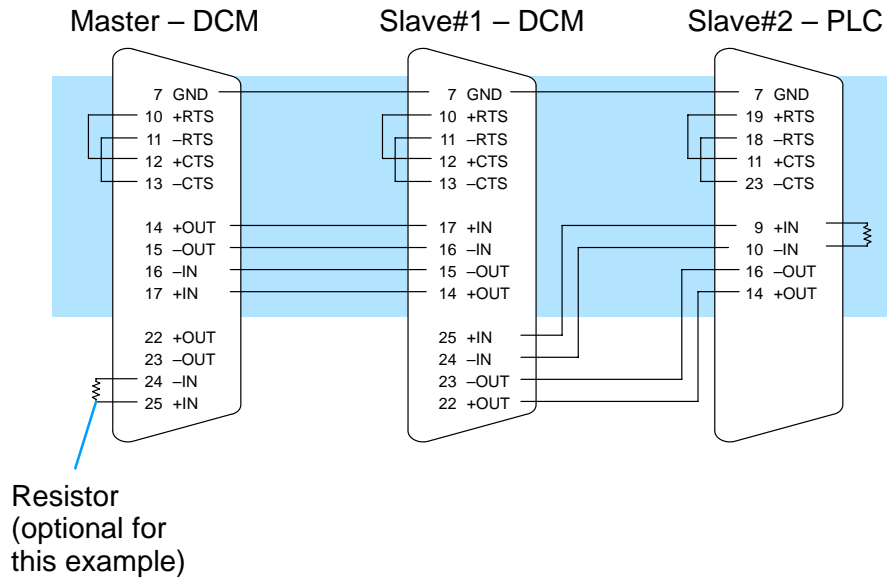 Master – DCM
Slave#1 – DCM
Slave#2 – PLC
7 GND
10 +RTS
11 –RTS
12 +CTS
13 –CTS
14 +OUT
15 –OUT
16 –IN
17 +IN
22 +OUT
23 –OUT
24 –IN
25 +IN
7 GND
10 +RTS
11 –RTS
12 +CTS
13 –CTS
17 +IN
16 –IN
15 –OUT
14 +OUT
25 +IN
24 –IN
23 –OUT
22 +OUT
7 GND
19 +RTS
18 –RTS
11 +CTS
23 –CTS
9 +IN
10 –IN
16 –OUT
14 +OUT
Resistor
(optional for
this example)